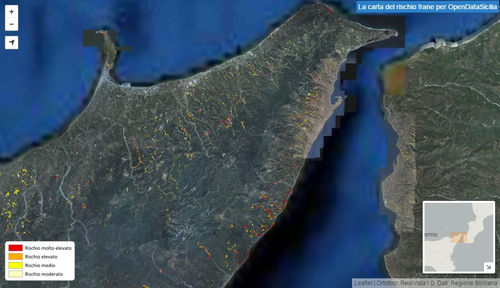 +
La carta del rischio frane per OpenDataSicilia
−
Rischio molto elevato
Rischio elevato
Rischio medio
Rischio moderato
ermo
Leaflet | Ortofoto: RealVista1.0, Dati: Regione Siciliana